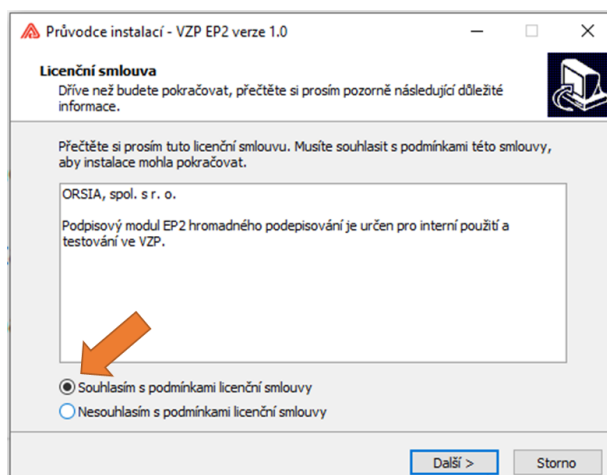 Průvodce instalací - VZP EP2 verze 1.0
Licenční smlouva
Dříve než budete pokračovat, přečtěte si prosím pozorně následující důležité
informace.
Přečtěte si prosím tuto licenční smlouvu. Musíte souhlasit s podmínkami této smlouvy,
aby instalace mohla pokračovat.
ORSIA, spol. s r. o.
Podpisový modul EP2 hromadného podepisování je určen pro interní použití a
testování ve VZP.
Souhlasím s podmínkami licenční smlouvy
Nesouhlasím s podmínkami licenční smlouvy
Další > Storno